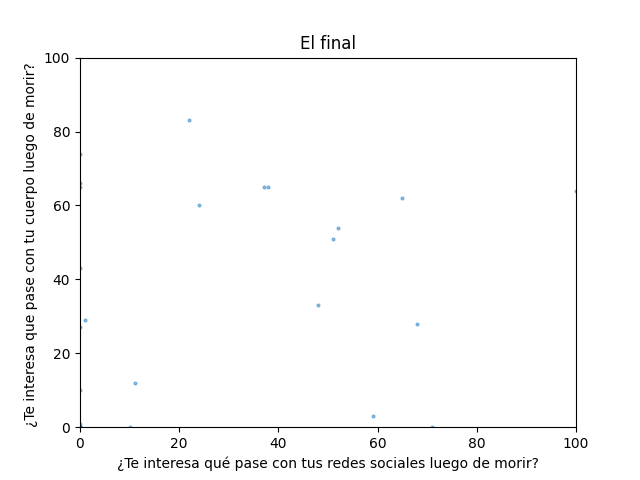 El final
¿Te interesa que pase con tu cuerpo luego de morir?
100
80
60
40
20
0
0 20 40 60 80 100
¿Te interesa qué pase con tus redes sociales luego de morir?